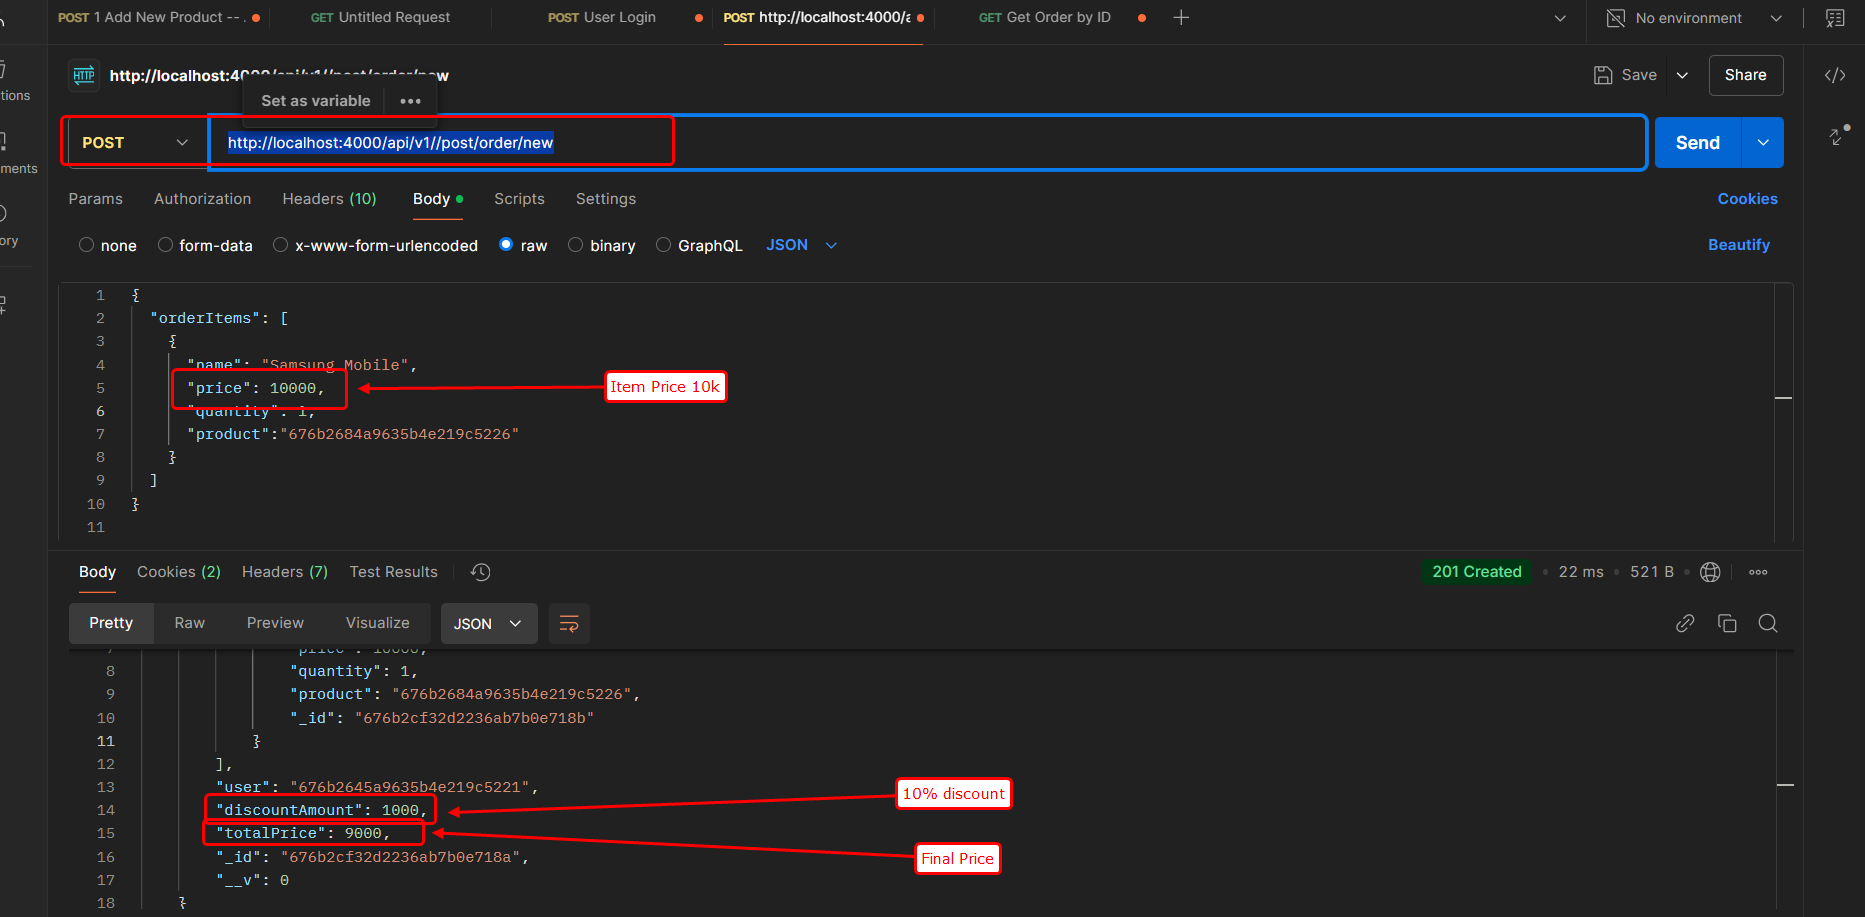 POST 1 Add New Product -- .
GET Untitled Request
POST User Login
POST http://localhost:4000/a
GET Get Order by ID
No environment
HTTP
http://localhost:4000/api/v1//post/order/new
Save
Share
tions
Set as variable
POST
http://localhost:4000/api/v1//post/order/new
Send
ments
Params Authorization Headers (10) Body Scripts Settings
Cookies
ory
none form-data x-www-form-urlencoded raw binary GraphQL JSON
Beautify
1 {
2 "orderItems": [
3 {
4 "name": "Samsung Mobile",
5 "price": 10000,
Item Price 10k
6 "quantity": 1,
7 "product":"676b2684a9635b4e219c5226"
8 }
9 ]
10 }
11
Body Cookies (2) Headers (7) Test Results
201 Created 22 ms 521 B
Pretty Raw Preview Visualize JSON
7 "price": 10000,
8 "quantity": 1,
9 "product": "676b2684a9635b4e219c5226",
10 "_id": "676b2cf32d2236ab7b0e718b"
11 }
12 ],
13 "user": "676b2645a9635b4e219c5221",
10% discount
14 "discountAmount": 1000,
15 "totalPrice": 9000,
16 "_id": "676b2cf32d2236ab7b0e718a",
Final Price
17 "__v": 0
18 }